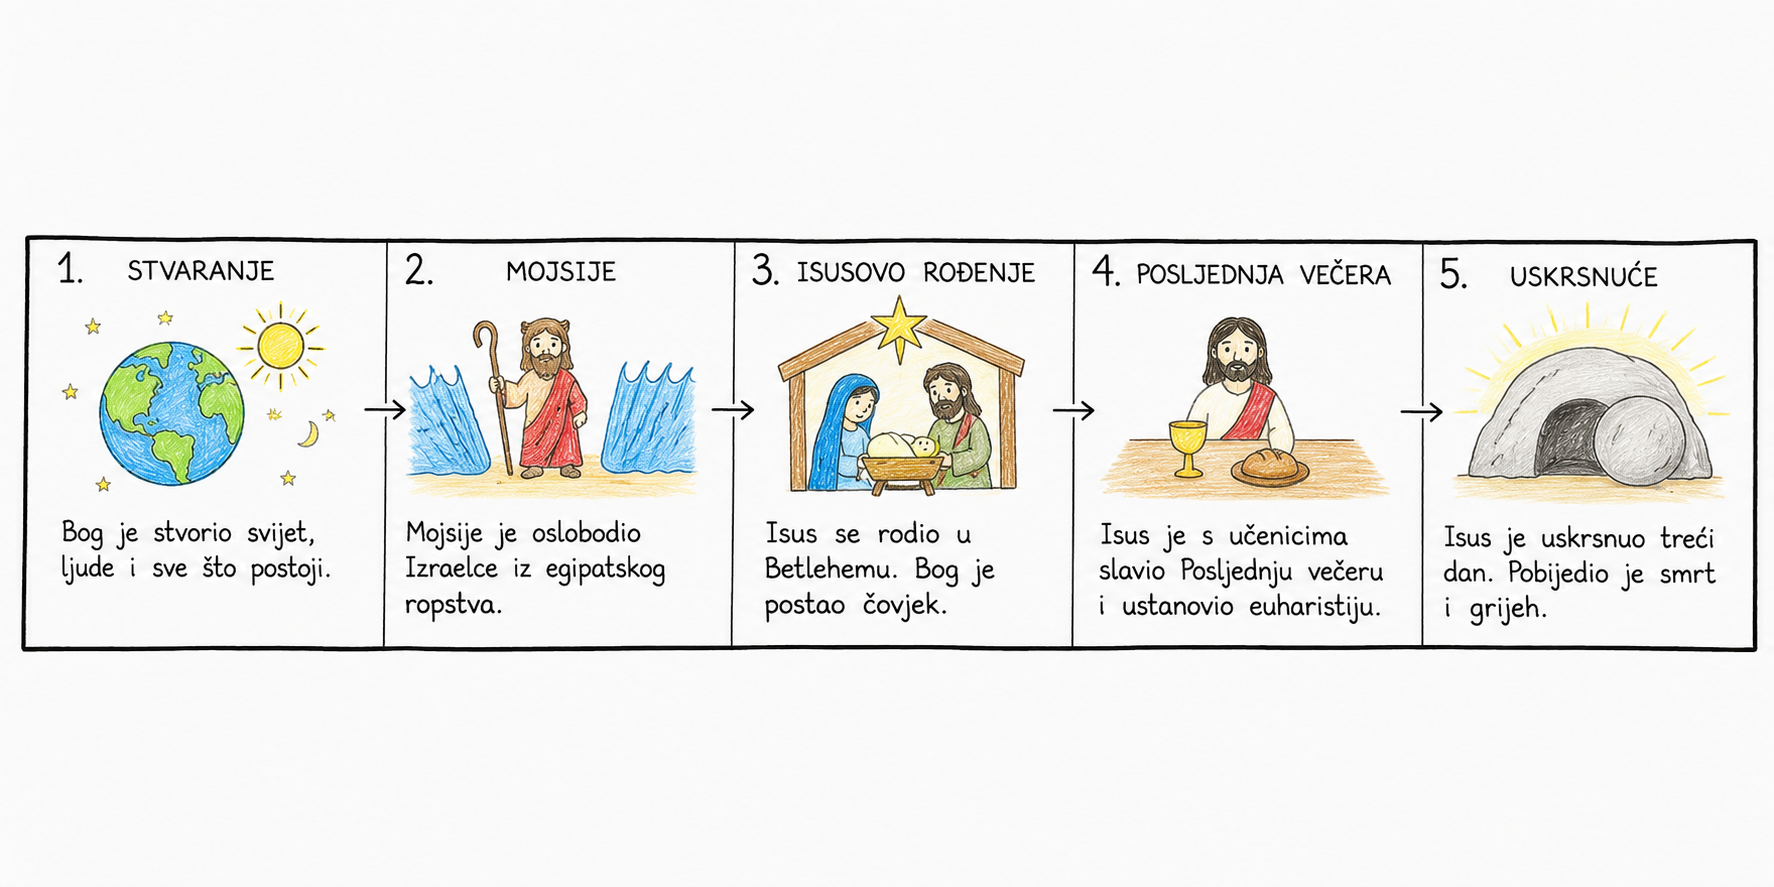 1. STVARANJE
Bog je stvorio svijet,
ljude i sve što postoji.
2. MOJSIJE
Mojsije je oslobodio
Izraelce iz egipatskog
ropstva.
3. ISUSOVO ROĐENJE
Isus se rodio u
Betlehemu. Bog je
postao čovjek.
4. POSLJEDNJA VEČERA
Isus je s učenicima
slavio Posljednju večeru
i ustanovio euharistiju.
5. USKRSNUĆE
Isus je uskrsnuo treći
dan. Pobijedio je smrt
i grijeh.